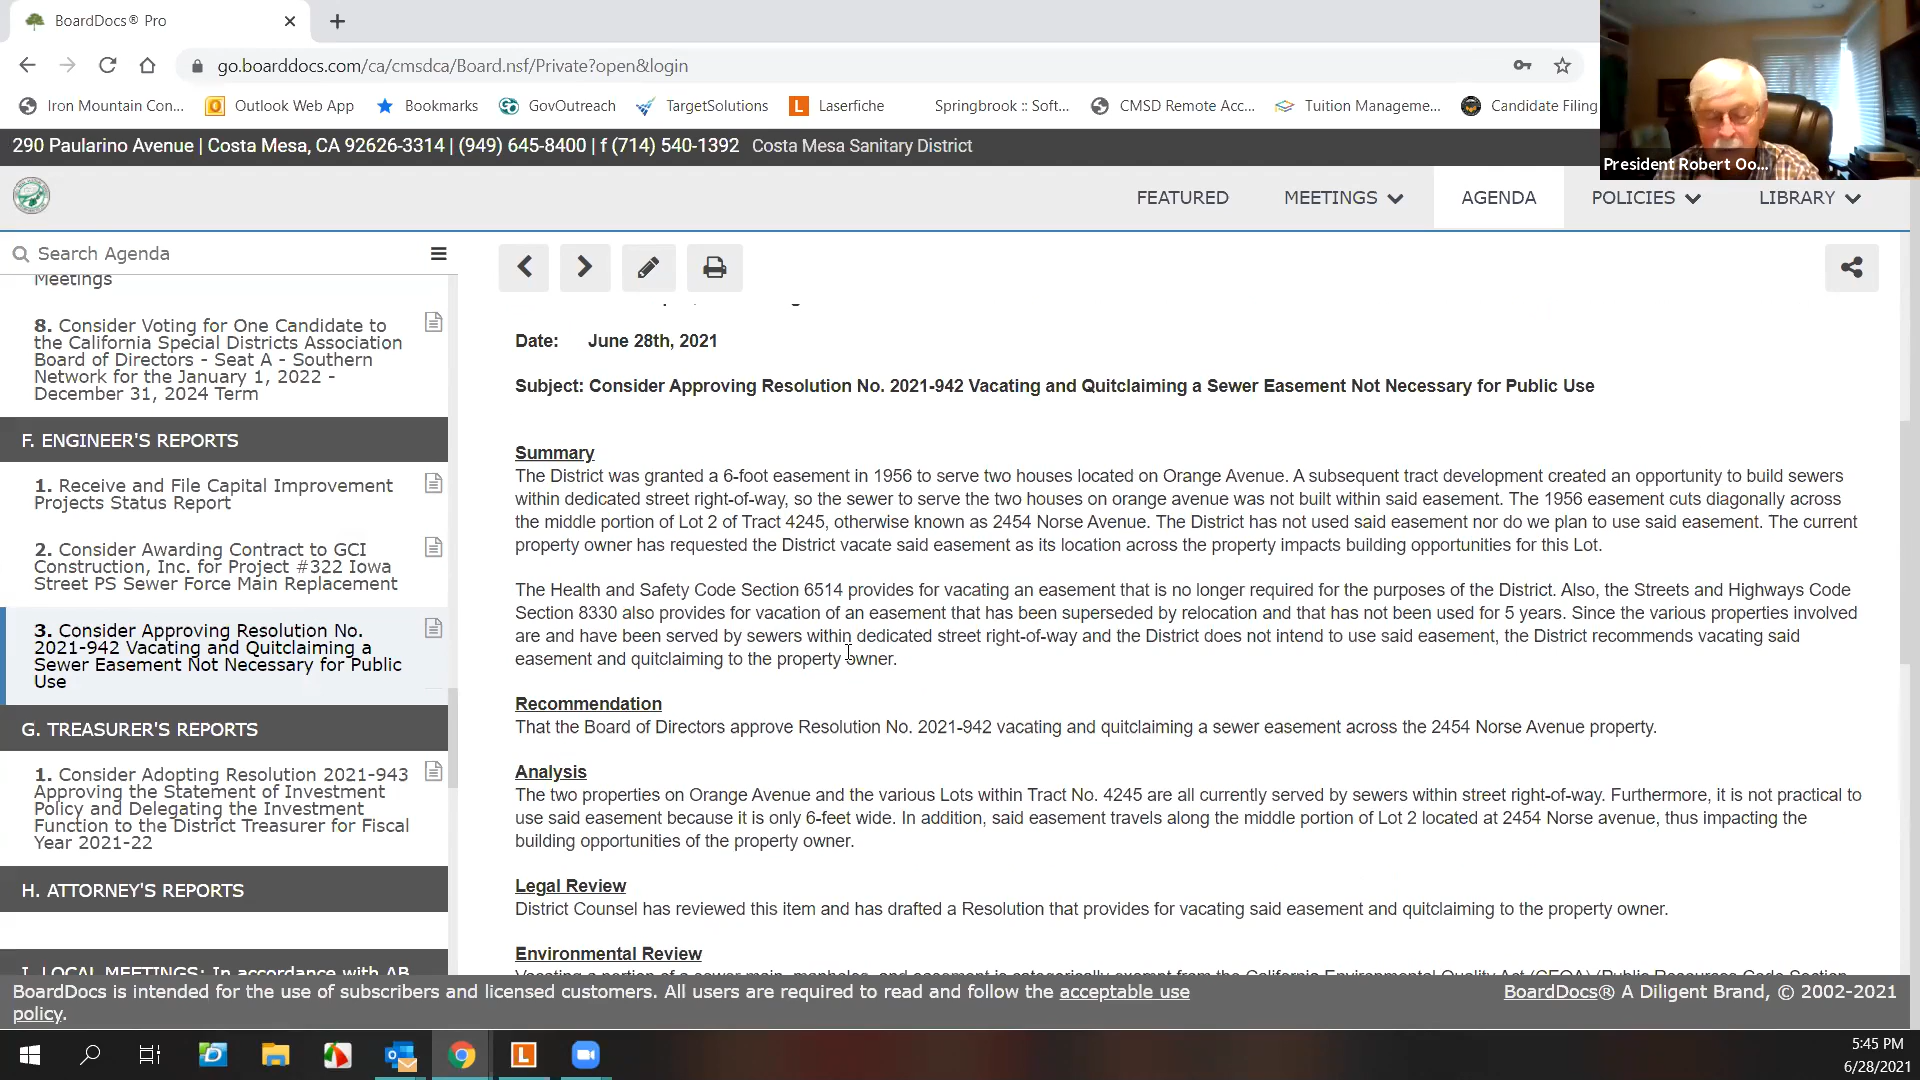 BoardDocs® Pro
go.boarddocs.com/ca/cmsdca/Board.nsf/Private?open&login
Iron Mountain Con...
Outlook Web App
Bookmarks
GovOutreach
TargetSolutions
Laserfiche
Springbrook :: Soft...
CMSD Remote Acc...
Tuition Manageme...
Candidate Filing
President Robert Oo...
290 Paularino Avenue | Costa Mesa, CA 92626-3314 | (949) 645-8400 | f (714) 540-1392 Costa Mesa Sanitary District
FEATURED
MEETINGS
AGENDA
POLICIES
LIBRARY
Search Agenda
Meetings
8. Consider Voting for One Candidate to
the California Special Districts Association
Board of Directors - Seat A - Southern
Network for the January 1, 2022 -
December 31, 2024 Term
F. ENGINEER'S REPORTS
1. Receive and File Capital Improvement
Projects Status Report
2. Consider Awarding Contract to GCI
Construction, Inc. for Project #322 Iowa
Street PS Sewer Force Main Replacement
3. Consider Approving Resolution No.
2021-942 Vacating and Quitclaiming a
Sewer Easement Not Necessary for Public
Use
G. TREASURER'S REPORTS
1. Consider Adopting Resolution 2021-943
Approving the Statement of Investment
Policy and Delegating the Investment
Function to the District Treasurer for Fiscal
Year 2021-22
H. ATTORNEY'S REPORTS
I. LOCAL MEETINGS: In accordance with AB
Date: June 28th, 2021
Subject: Consider Approving Resolution No. 2021-942 Vacating and Quitclaiming a Sewer Easement Not Necessary for Public Use
Summary
The District was granted a 6-foot easement in 1956 to serve two houses located on Orange Avenue. A subsequent tract development created an opportunity to build sewers
within dedicated street right-of-way, so the sewer to serve the two houses on orange avenue was not built within said easement. The 1956 easement cuts diagonally across
the middle portion of Lot 2 of Tract 4245, otherwise known as 2454 Norse Avenue. The District has not used said easement nor do we plan to use said easement. The current
property owner has requested the District vacate said easement as its location across the property impacts building opportunities for this Lot.
The Health and Safety Code Section 6514 provides for vacating an easement that is no longer required for the purposes of the District. Also, the Streets and Highways Code
Section 8330 also provides for vacation of an easement that has been superseded by relocation and that has not been used for 5 years. Since the various properties involved
are and have been served by sewers within dedicated street right-of-way and the District does not intend to use said easement, the District recommends vacating said
easement and quitclaiming to the property owner.
Recommendation
That the Board of Directors approve Resolution No. 2021-942 vacating and quitclaiming a sewer easement across the 2454 Norse Avenue property.
Analysis
The two properties on Orange Avenue and the various Lots within Tract No. 4245 are all currently served by sewers within street right-of-way. Furthermore, it is not practical to
use said easement because it is only 6-feet wide. In addition, said easement travels along the middle portion of Lot 2 located at 2454 Norse avenue, thus impacting the
building opportunities of the property owner.
Legal Review
District Counsel has reviewed this item and has drafted a Resolution that provides for vacating said easement and quitclaiming to the property owner.
Environmental Review
Vacating a portion of a sewer main, manholes, and easement is categorically exempt from the California Environmental Quality Act (CEQA) (Public Resources Code Section
BoardDocs is intended for the use of subscribers and licensed customers. All users are required to read and follow the acceptable use
policy.
BoardDocs® A Diligent Brand, © 2002-2021
5:45 PM
6/28/2021